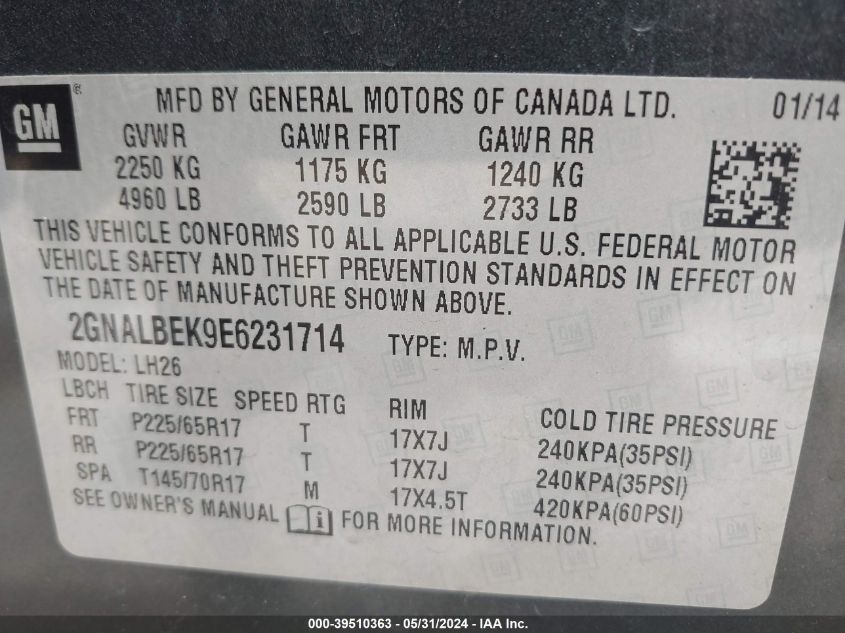 GM ® MFD BY GENERAL MOTORS OF CANADA LTD. 01/14
GVWR GAWR FRT GAWR RR
2250 KG 1175 KG 1240 KG
4960 LB 2590 LB 2733 LB
THIS VEHICLE CONFORMS TO ALL APPLICABLE U.S. FEDERAL MOTOR
VEHICLE SAFETY AND THEFT PREVENTION STANDARDS IN EFFECT ON
THE DATE OF MANUFACTURE SHOWN ABOVE.
2GNALBEK9E6231714 TYPE: M.P.V.
MODEL: LH26
LBCH TIRE SIZE SPEED RTG RIM COLD TIRE PRESSURE
FRT P225/65R17 T 17X7J 240KPA(35PSI)
RR P225/65R17 T 17X7J 240KPA(35PSI)
SPA T145/70R17 M 17X4.5T 420KPA(60PSI)
SEE OWNER'S MANUAL i FOR MORE INFORMATION.
000-39510363 - 05/31/2024 - IAA Inc.